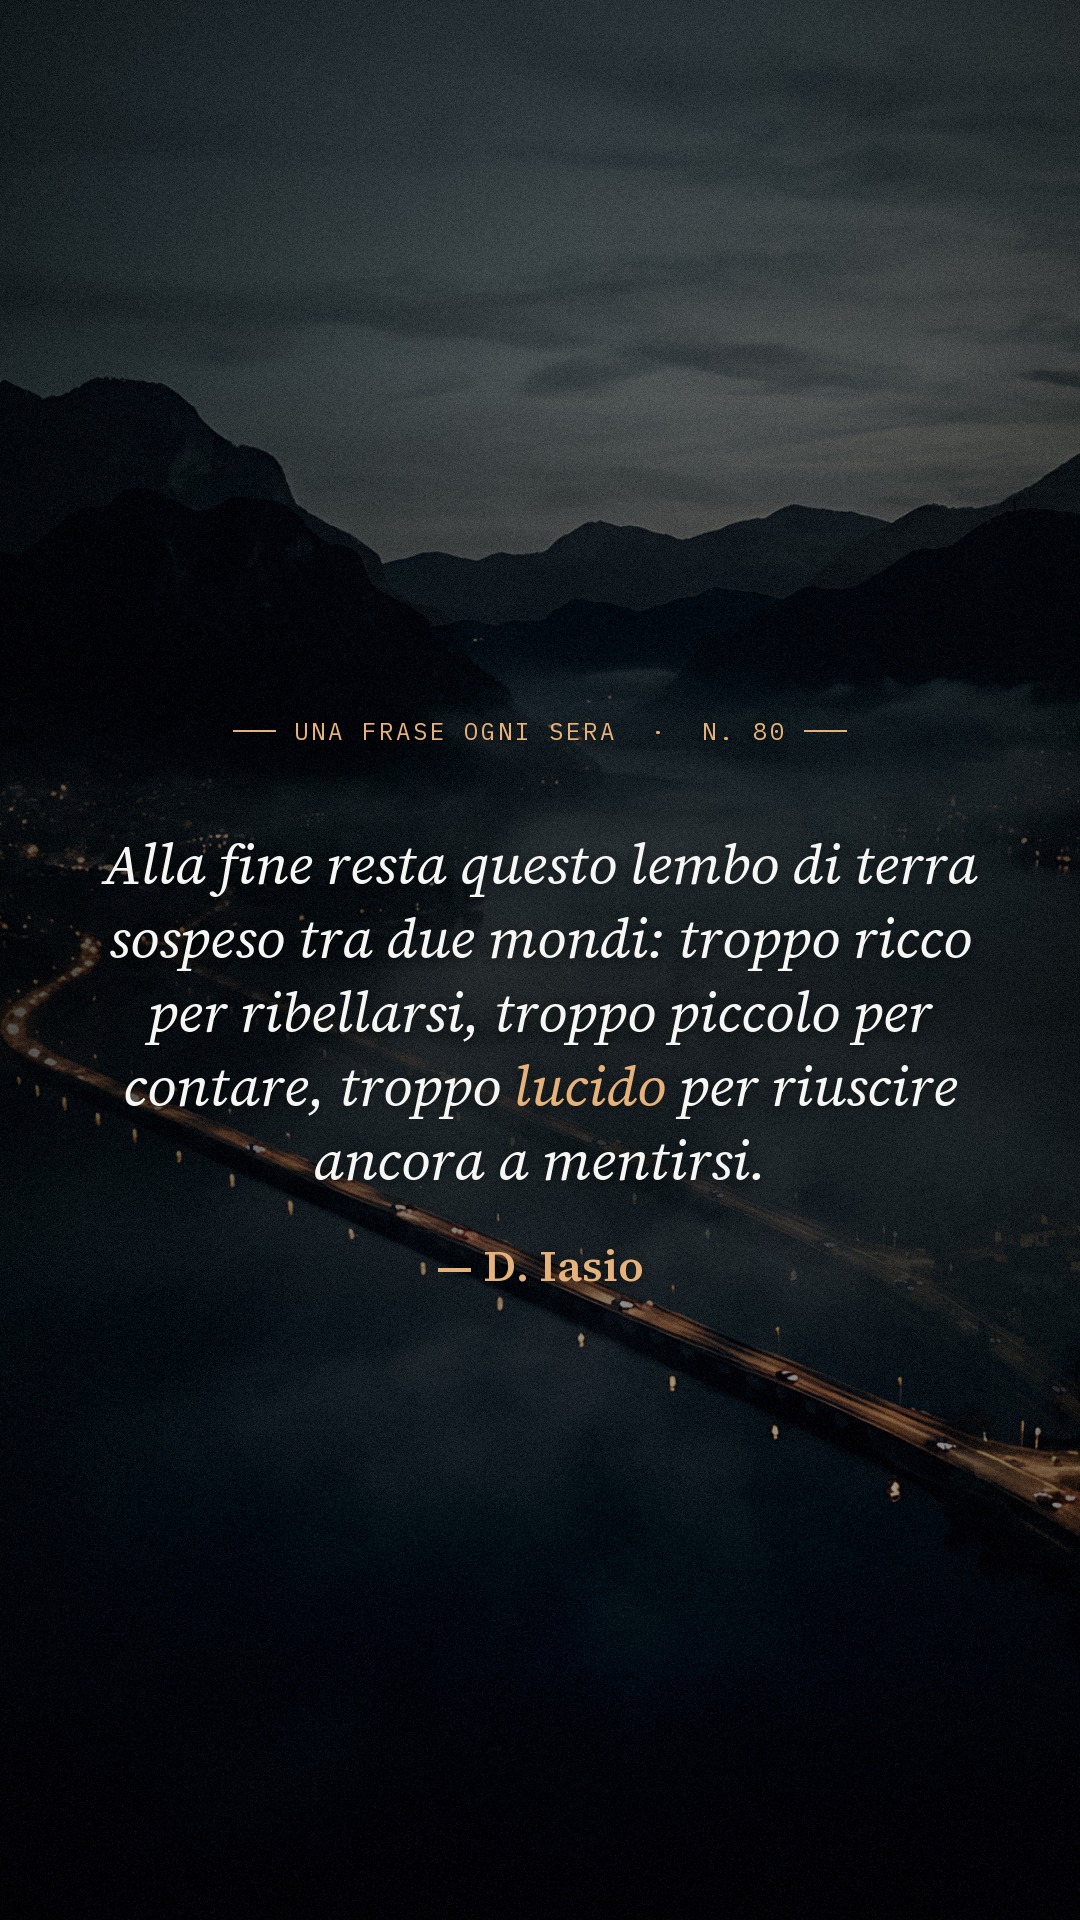 — UNA FRASE OGNI SERA · N. 80 —
Alla fine resta questo lembo di terra
sospeso tra due mondi: troppo ricco
per ribellarsi, troppo piccolo per
contare, troppo lucido per riuscire
ancora a mentirsi.
— D. Iasio